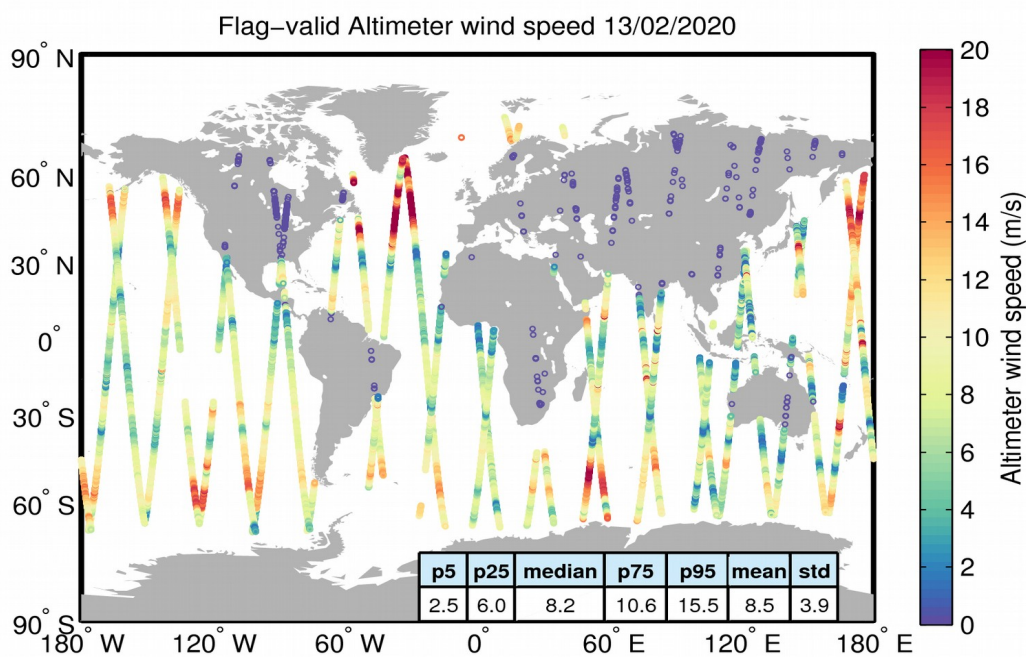 Flag−valid Altimeter wind speed 13/02/2020
90° N
60° N
30° N
0°
30° S
60° S
90° S
180° W
120° W
60° W
0°
60° E
120° E
180° E
20
18
16
14
12
10
8
6
4
2
0
Altimeter wind speed (m/s)
p5 p25 median p75 p95 mean std
2.5 6.0 8.2 10.6 15.5 8.5 3.9